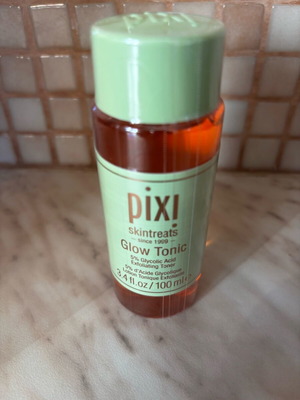 pixi
skintreats
— since 1999 —
Glow Tonic
5% Glycolic Acid
Exfoliating Toner
5% d'Acide Glycolique
Lotion Tonique Exfoliante
3.4 fl.oz / 100 ml e